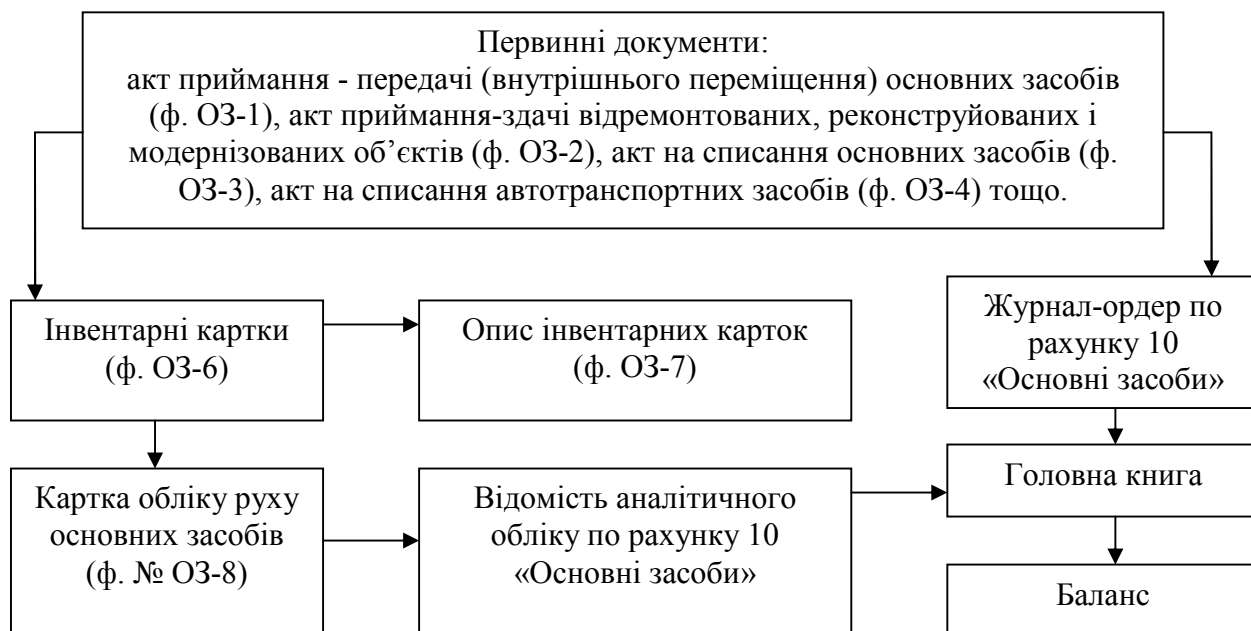 Первинні документи:
акт приймання - передачі (внутрішнього переміщення) основних засобів
(ф. ОЗ-1), акт приймання-здачі відремонтованих, реконструйованих і
модернізованих об’єктів (ф. ОЗ-2), акт на списання основних засобів (ф.
ОЗ-3), акт на списання автотранспортних засобів (ф. ОЗ-4) тощо.
Інвентарні картки
(ф. ОЗ-6)
Опис інвентарних карток
(ф. ОЗ-7)
Журнал-ордер по
рахунку 10
«Основні засоби»
Картка обліку руху
основних засобів
(ф. № ОЗ-8)
Відомість аналітичного
обліку по рахунку 10
«Основні засоби»
Головна книга
Баланс